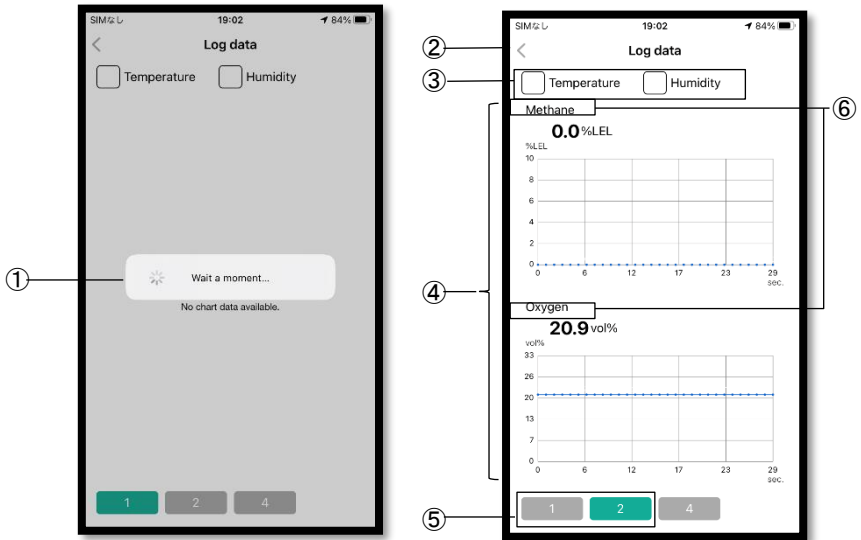 SIMなし 19:02 84%
Log data
Temperature Humidity
①
Wait a moment...
No chart data available.
1 2 4
SIMなし 19:02 84%
②
Log data
③
Temperature Humidity
⑥
Methane
0.0%LEL
%LEL
10
8
6
4
2
0
0 6 12 17 23 29
sec.
④
Oxygen
20.9vol%
vol%
33
26
20
13
7
0
0 6 12 17 23 29
sec.
⑤
1 2 4